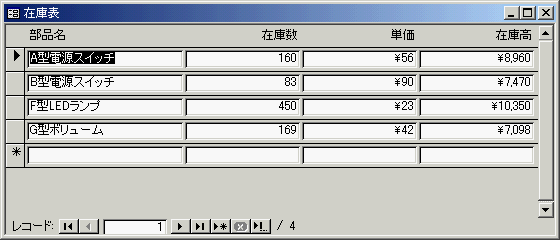 在庫表
部品名 在庫数 単価 在庫高
A型電源スイッチ 160 ¥56 ¥8,960
B型電源スイッチ 83 ¥90 ¥7,470
F型LEDランプ 450 ¥23 ¥10,350
G型ボリューム 169 ¥42 ¥7,098
レコード: 1 / 4